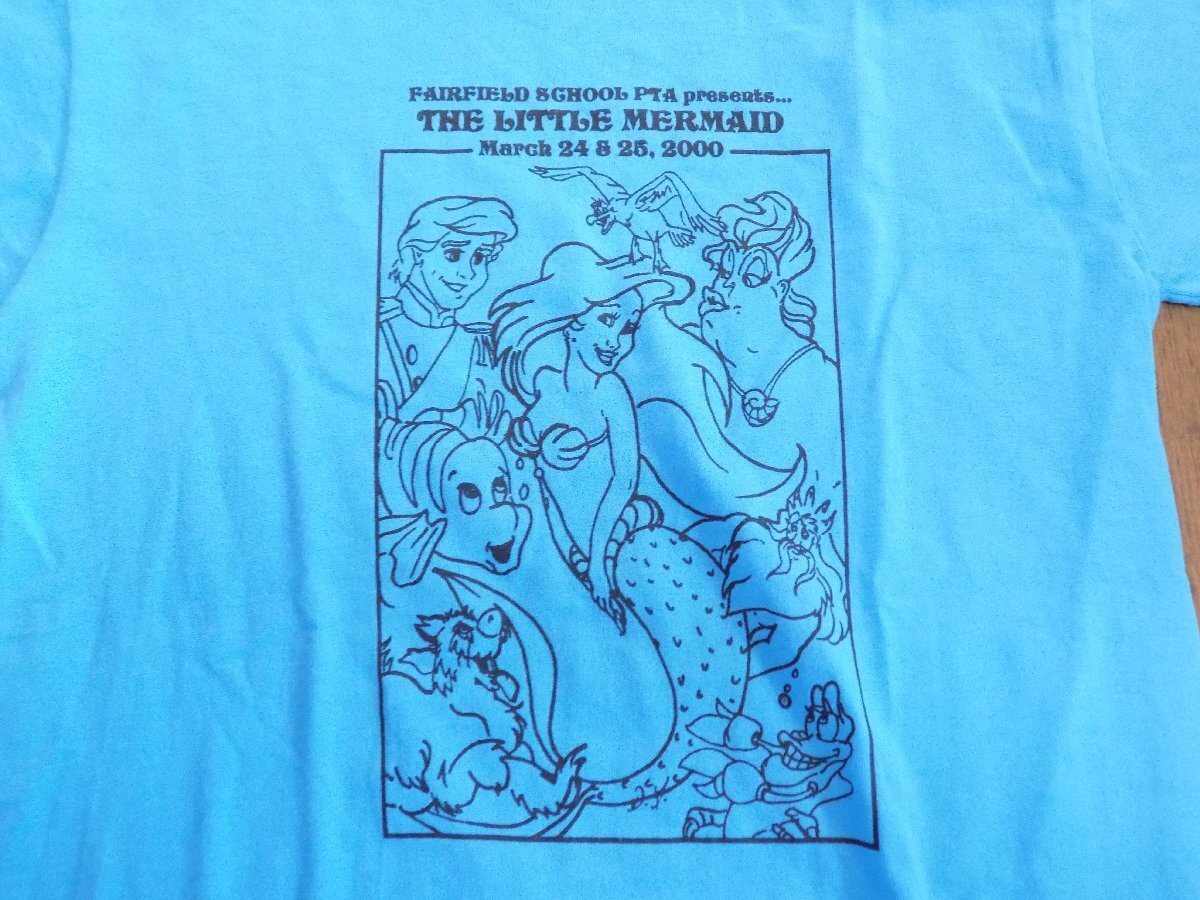 FAIRFIELD SCHOOL PTA presents...
THE LITTLE MERMAID
March 24 & 25, 2000